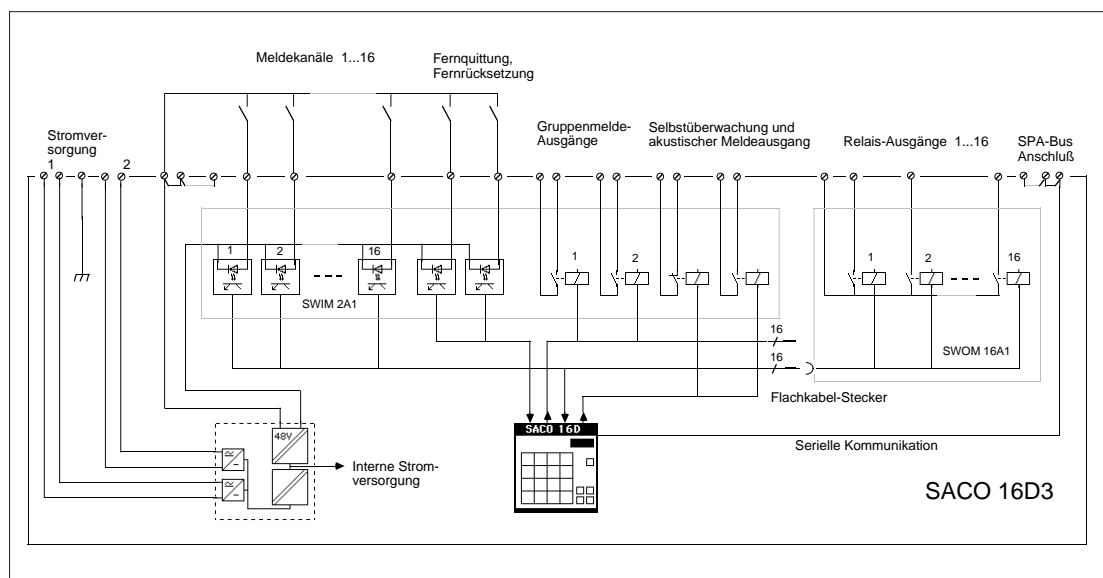 Meldekanäle 1...16
Fernquittung,
Fernrücksetzung
Stromver-
sorgung
1 2
Gruppenmelde-
Ausgänge
Selbstüberwachung und
akustischer Meldeausgang
Relais-Ausgänge 1...16
SPA-Bus
Anschluß
1 2 16
SWIM 2A1
1 2
1 2 16
SWOM 16A1
16
16
Flachkabel-Stecker
48V
Interne Strom-
versorgung
SACO 16D
Serielle Kommunikation
SACO 16D3